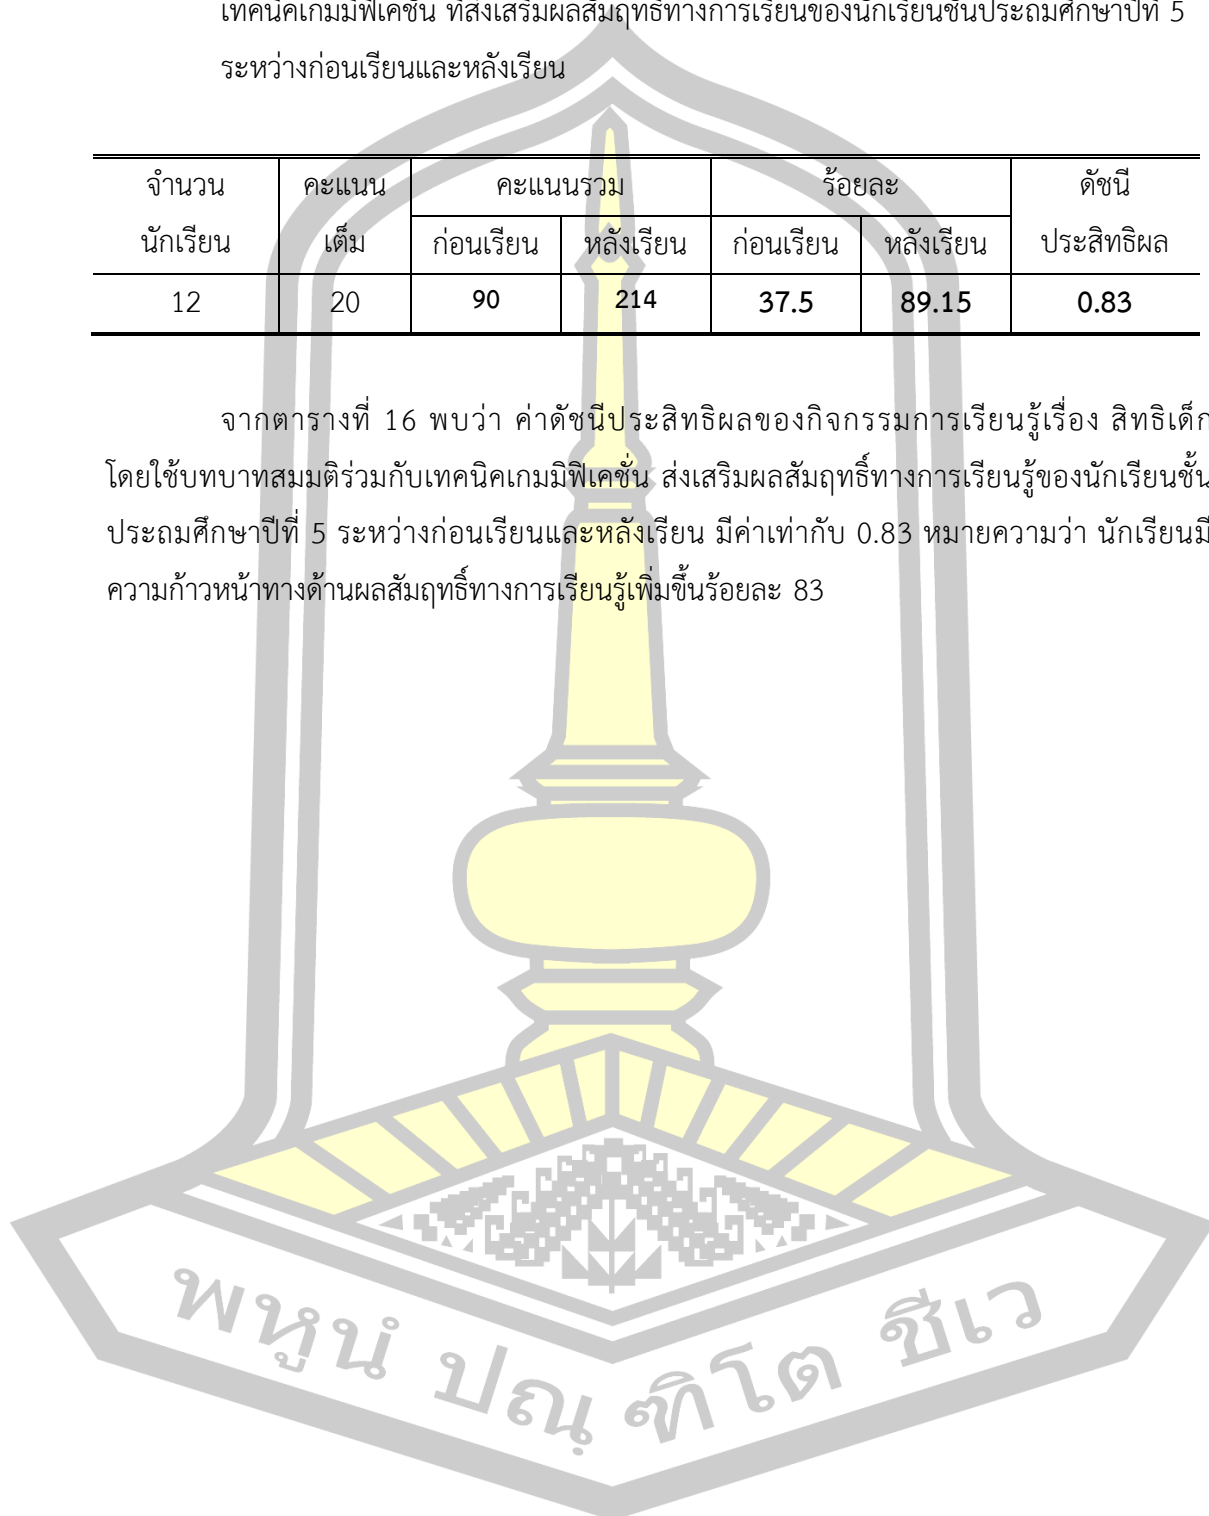 เทคนิคเกมมิฟิเคชั่น ที่ส่งเสริมผลสัมฤทธิ์ทางการเรียนของนักเรียนชั้นประถมศึกษาปีที่ 5
ระหว่างก่อนเรียนและหลังเรียน
จำนวน คะแนน คะแนนรวม ร้อยละ ดัชนี
นักเรียน เต็ม ก่อนเรียน หลังเรียน ก่อนเรียน หลังเรียน ประสิทธิผล
12 20 90 214 37.5 89.15 0.83
จากตารางที่ 16 พบว่า ค่าดัชนีประสิทธิผลของกิจกรรมการเรียนรู้เรื่อง สิทธิเด็ก
โดยใช้บทบาทสมมติร่วมกับเทคนิคเกมมิฟิเคชั่น ส่งเสริมผลสัมฤทธิ์ทางการเรียนรู้ของนักเรียนชั้น
ประถมศึกษาปีที่ 5 ระหว่างก่อนเรียนและหลังเรียน มีค่าเท่ากับ 0.83 หมายความว่า นักเรียนมี
ความก้าวหน้าทางด้านผลสัมฤทธิ์ทางการเรียนรู้เพิ่มขึ้นร้อยละ 83
พหูนํ ปณฺฑิโต ชีเว